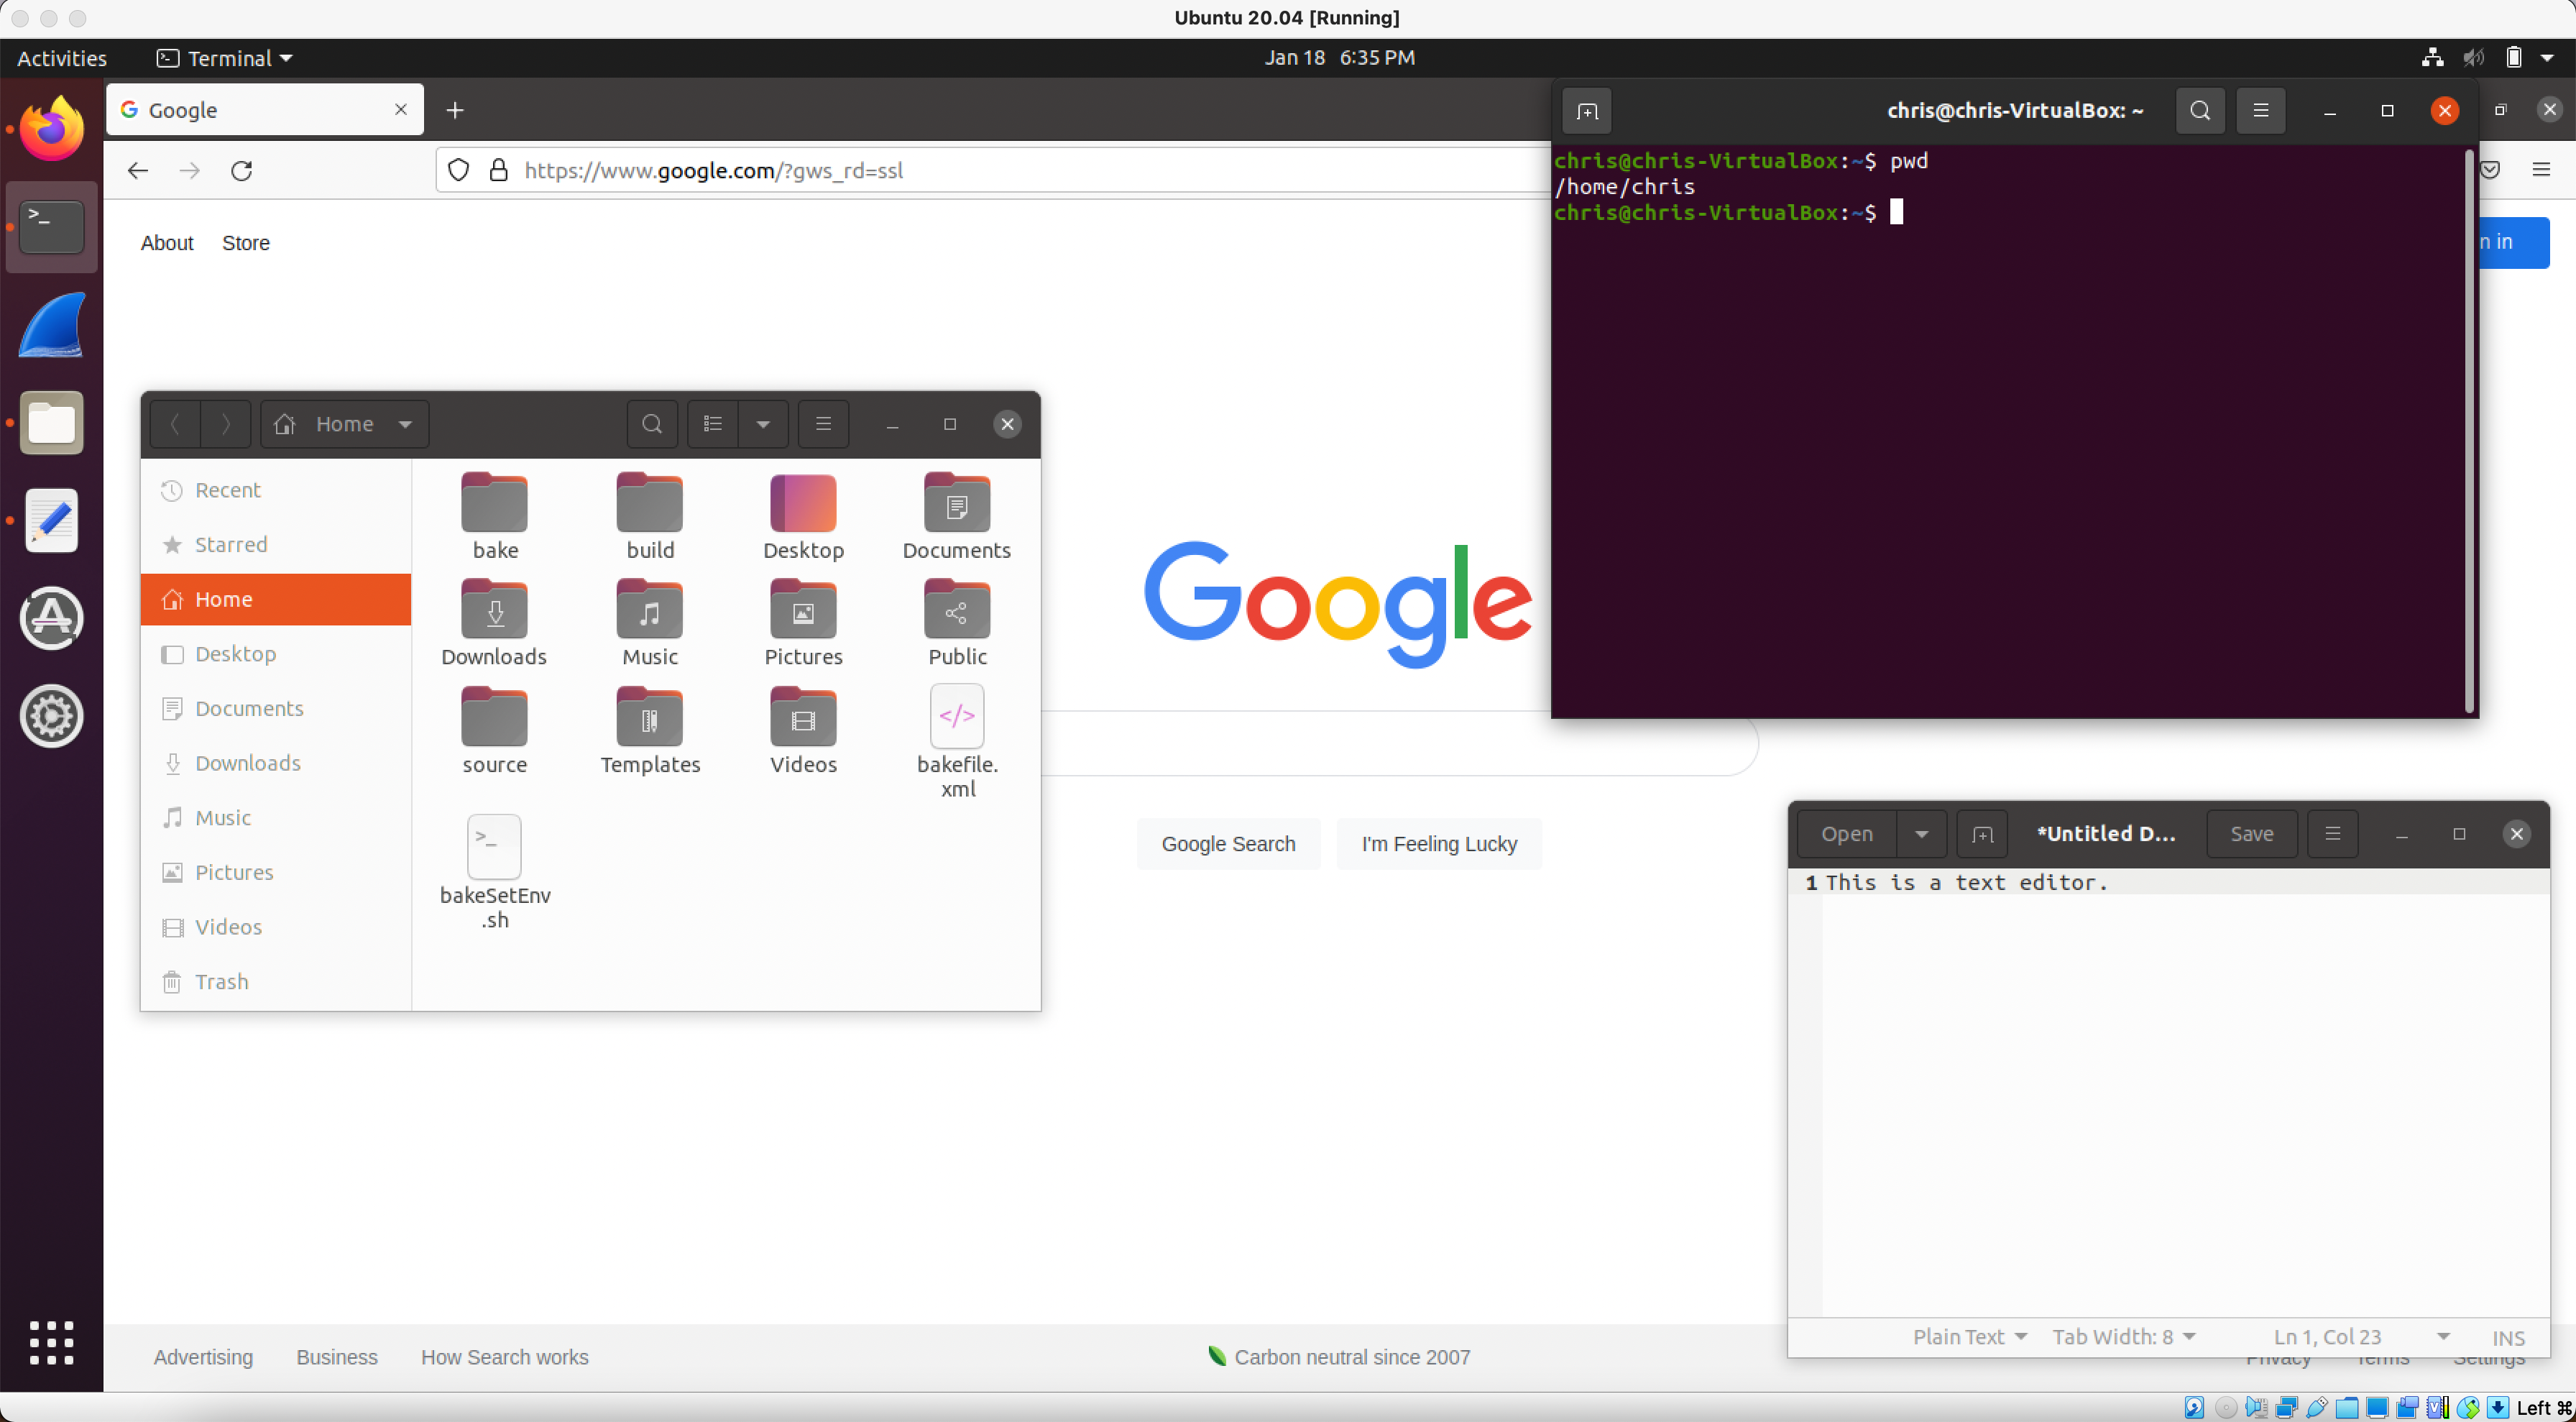 Ubuntu 20.04 [Running]
Activities
Terminal
Jan 18 6:35 PM
Google
https://www.google.com/?gws_rd=ssl
About
Store
n in
chris@chris-VirtualBox: ~
chris@chris-VirtualBox:~$ pwd
/home/chris
chris@chris-VirtualBox:~$
Home
Recent
Starred
Home
Desktop
Documents
Downloads
Music
Pictures
Videos
Trash
bake
build
Desktop
Documents
Downloads
Music
Pictures
Public
source
Templates
Videos
bakefile.
xml
bakeSetEnv
.sh
Google
Google Search
I'm Feeling Lucky
Open
*Untitled D...
Save
1 This is a text editor.
Plain Text
Tab Width: 8
Ln 1, Col 23
INS
Advertising
Business
How Search works
Carbon neutral since 2007
Privacy
Terms
Settings
Left ⌘